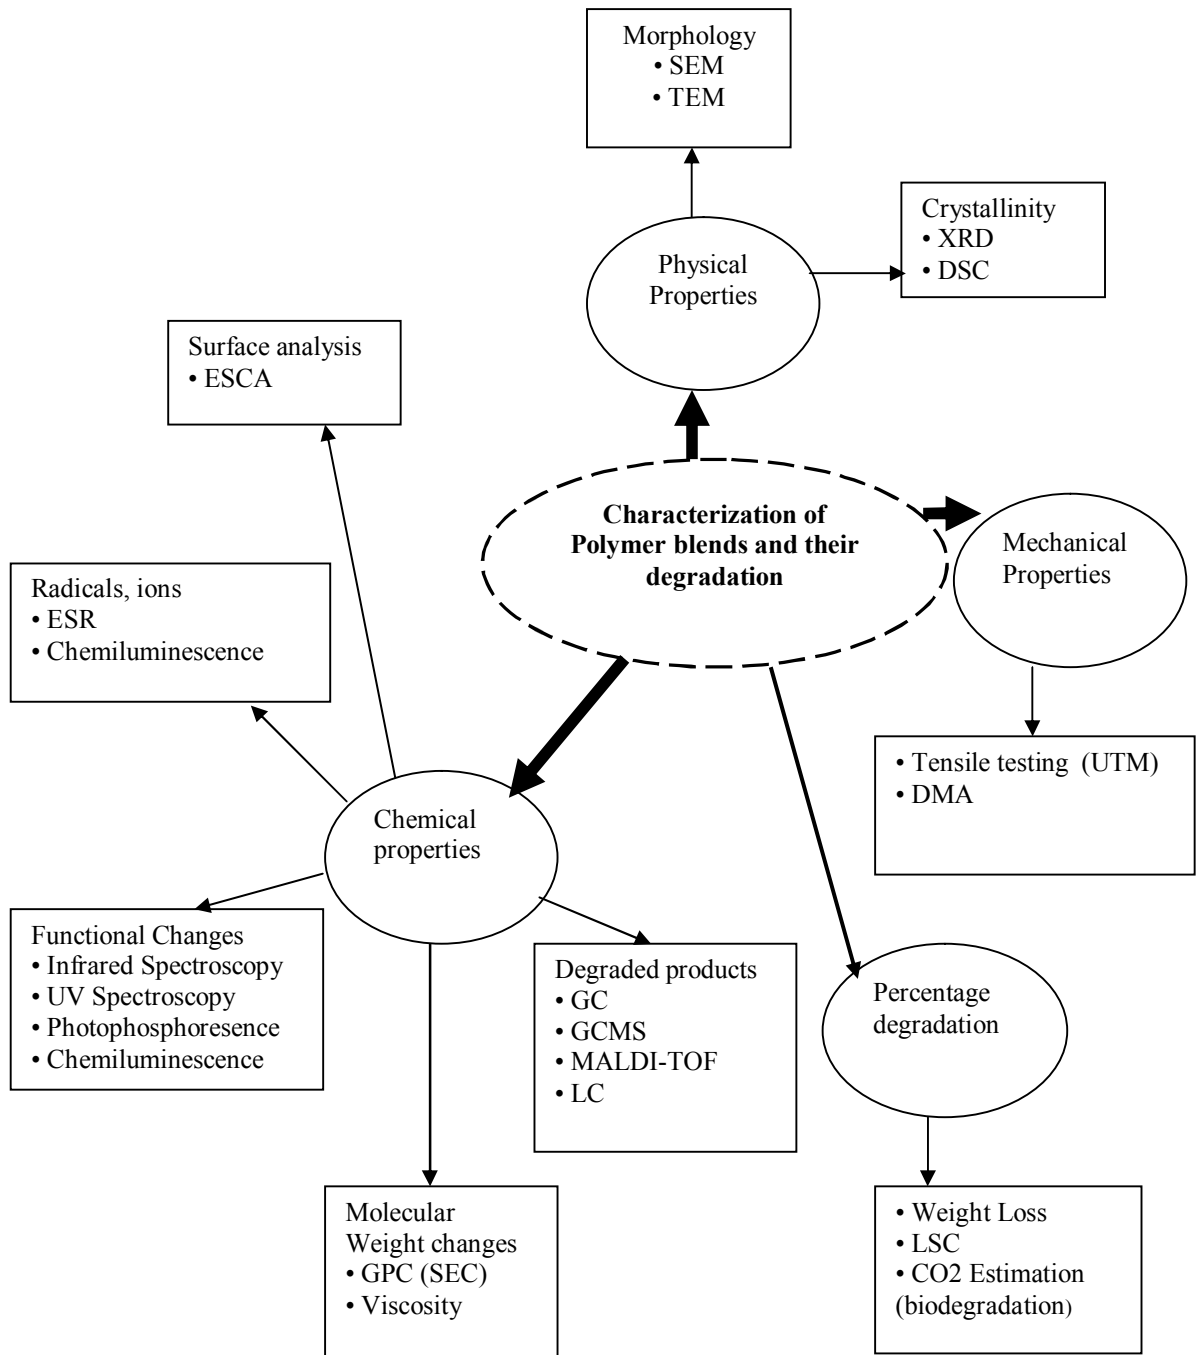 Morphology
• SEM
• TEM
Crystallinity
• XRD
• DSC
Physical
Properties
Surface analysis
• ESCA
Characterization of
Polymer blends and their
degradation
Mechanical
Properties
Radicals, ions
• ESR
• Chemiluminescence
• Tensile testing (UTM)
• DMA
Chemical
properties
Functional Changes
• Infrared Spectroscopy
• UV Spectroscopy
• Photophosphoresence
• Chemiluminescence
Degraded products
• GC
• GCMS
• MALDI-TOF
• LC
Percentage
degradation
Molecular
Weight changes
• GPC (SEC)
• Viscosity
• Weight Loss
• LSC
• CO2 Estimation
(biodegradation)